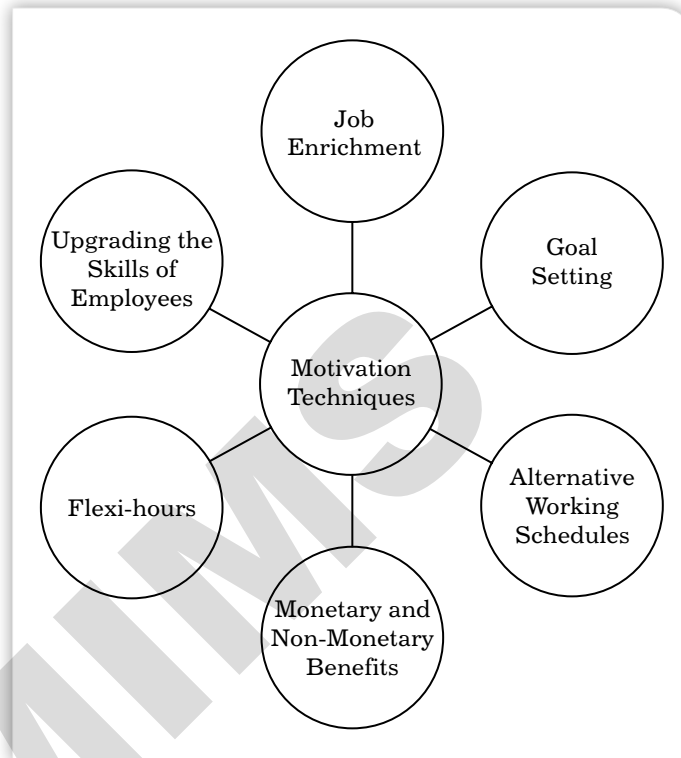 Job
Enrichment
Upgrading the
Skills of
Employees
Goal
Setting
Motivation
Techniques
Flexi-hours
Alternative
Working
Schedules
Monetary and
Non-Monetary
Benefits